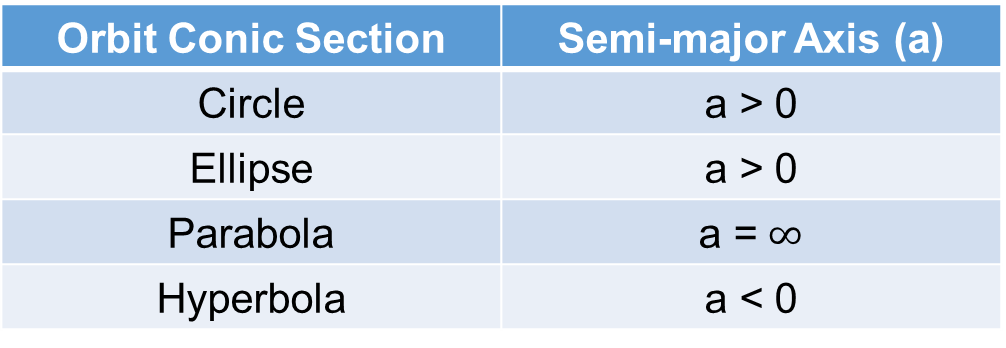 Orbit Conic Section Semi-major Axis (a)
Circle a > 0
Ellipse a > 0
Parabola a = ∞
Hyperbola a < 0